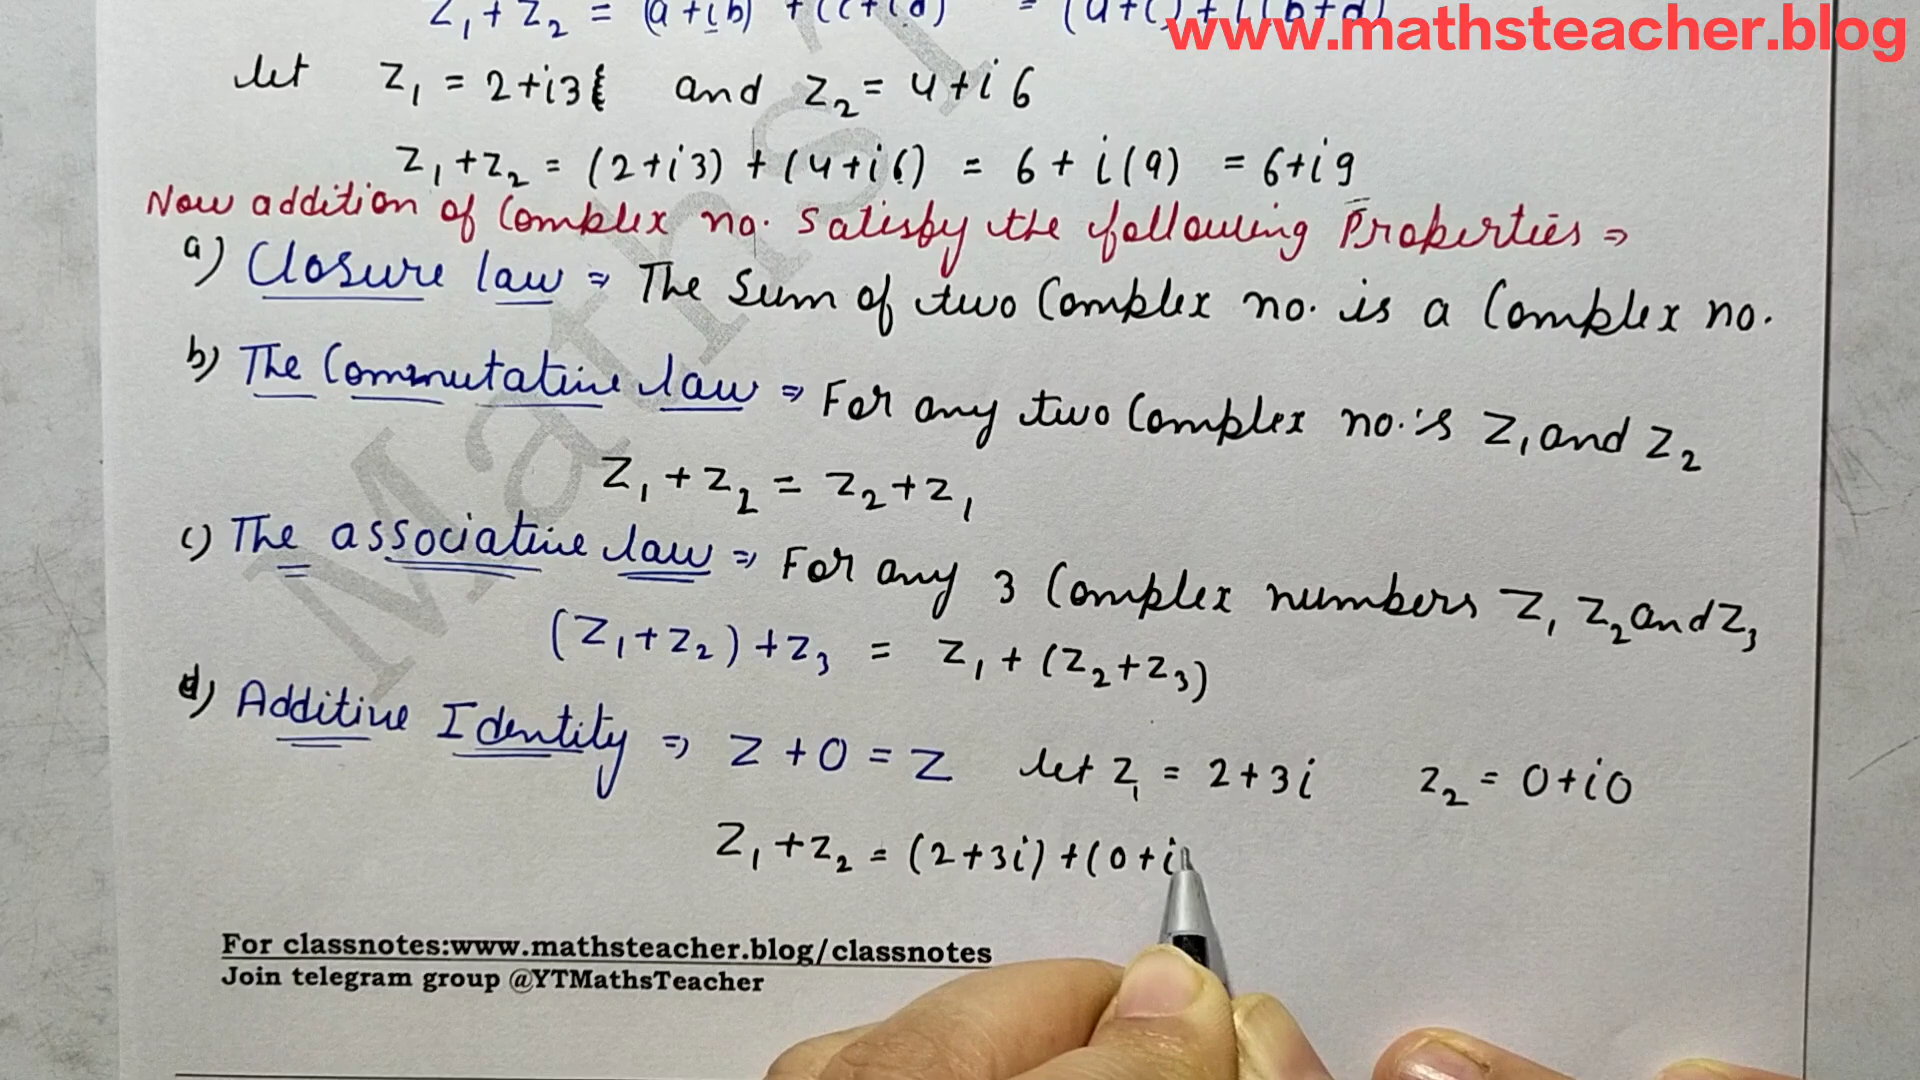 Z₁ + Z₂ = (a+ib) + (c+id) = (a+c) + i(b+d)
www.mathsteacher.blog
let Z₁ = 2+i3 and Z₂ = 4+i6
Z₁+Z₂ = (2+i3) + (4+i6) = 6+i(9) = 6+i9
Now addition of Complex no. satisfy the following Properties ⇒
a) Closure law ⇒ The Sum of two Complex no. is a Complex no.
b) The Commutative law ⇒ For any two Complex no.'s Z₁ and Z₂
Z₁+Z₂ = Z₂+Z₁
c) The associative law ⇒ For any 3 Complex numbers Z₁ Z₂ and Z₃
(Z₁+Z₂)+Z₃ = Z₁+(Z₂+Z₃)
d) Additive Identity ⇒ Z+0=Z let Z₁ = 2+3i Z₂ = 0+i0
Z₁+Z₂ = (2+3i)+(0+i
For classnotes:www.mathsteacher.blog/classnotes
Join telegram group @YTMathsTeacher
Maths T